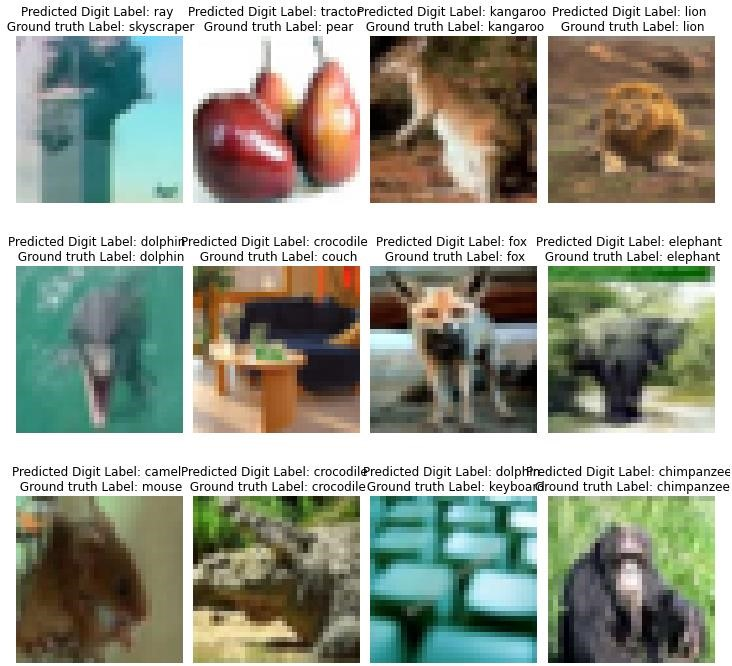 Predicted Digit Label: ray
Ground truth Label: skyscraper
Predicted Digit Label: tractor
Ground truth Label: pear
Predicted Digit Label: kangaroo
Ground truth Label: kangaroo
Predicted Digit Label: lion
Ground truth Label: lion
Predicted Digit Label: dolphin
Ground truth Label: dolphin
Predicted Digit Label: crocodile
Ground truth Label: couch
Predicted Digit Label: fox
Ground truth Label: fox
Predicted Digit Label: elephant
Ground truth Label: elephant
Predicted Digit Label: camel
Ground truth Label: mouse
Predicted Digit Label: crocodile
Ground truth Label: crocodile
Predicted Digit Label: dolphin
Ground truth Label: keyboard
Predicted Digit Label: chimpanzee
Ground truth Label: chimpanzee